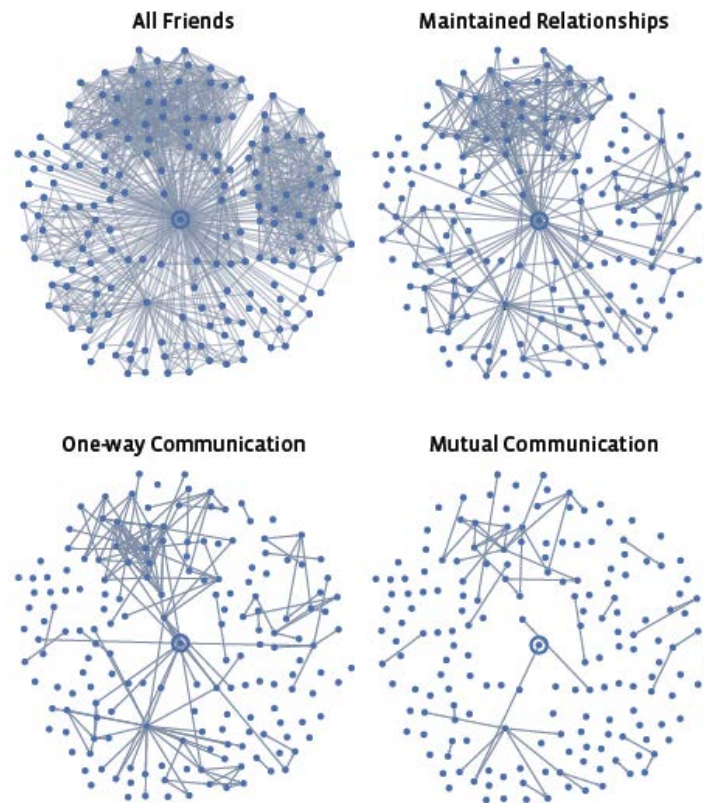 All Friends
Maintained Relationships
One-way Communication
Mutual Communication